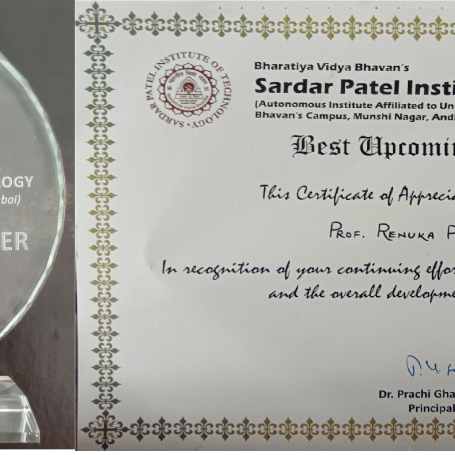 LOGY
bai)
ER
SARDAR PATEL INSTITUTE OF TECHNOLOGY
Bharatiya Vidya Bhavan's
Sardar Patel Insti
(Autonomous Institute Affiliated to Un
Bhavan's Campus, Munshi Nagar, And
Best Upcomin
This Certificate of Apprecia
PROF. RENUKA P
In recognition of your continuing effor
and the overall developme
Dr. Prachi Gha
Principal